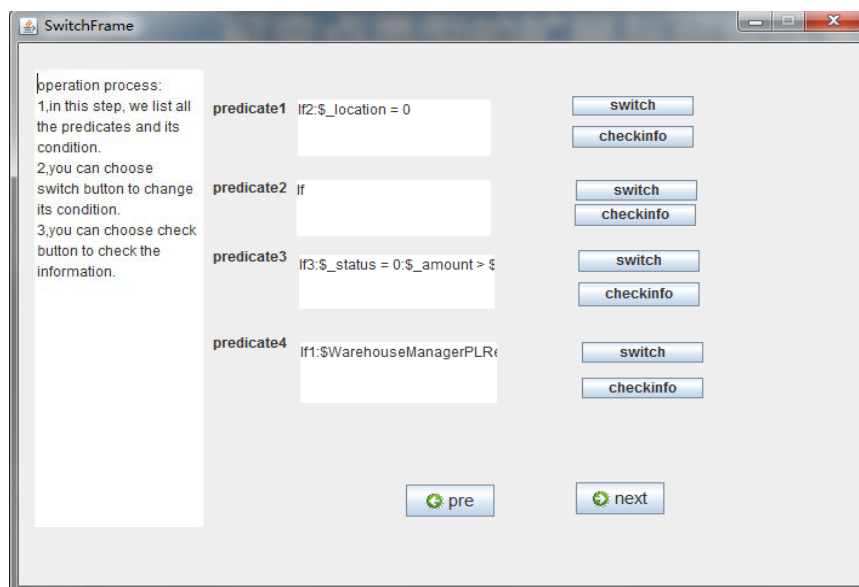 SwitchFrame
operation process:
1,in this step, we list all
the predicates and its
condition.
2,you can choose
switch button to change
its condition.
3,you can choose check
button to check the
information.
predicate1 If2:$_location = 0 switch
checkinfo
predicate2 If switch
checkinfo
predicate3 If3:$_status = 0:$_amount > $ switch
checkinfo
predicate4 If1:$WarehouseManagerPLRe switch
checkinfo
pre next